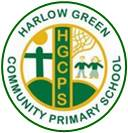 HARLOW GREEN
HGCPS
COMMUNITY PRIMARY SCHOOL